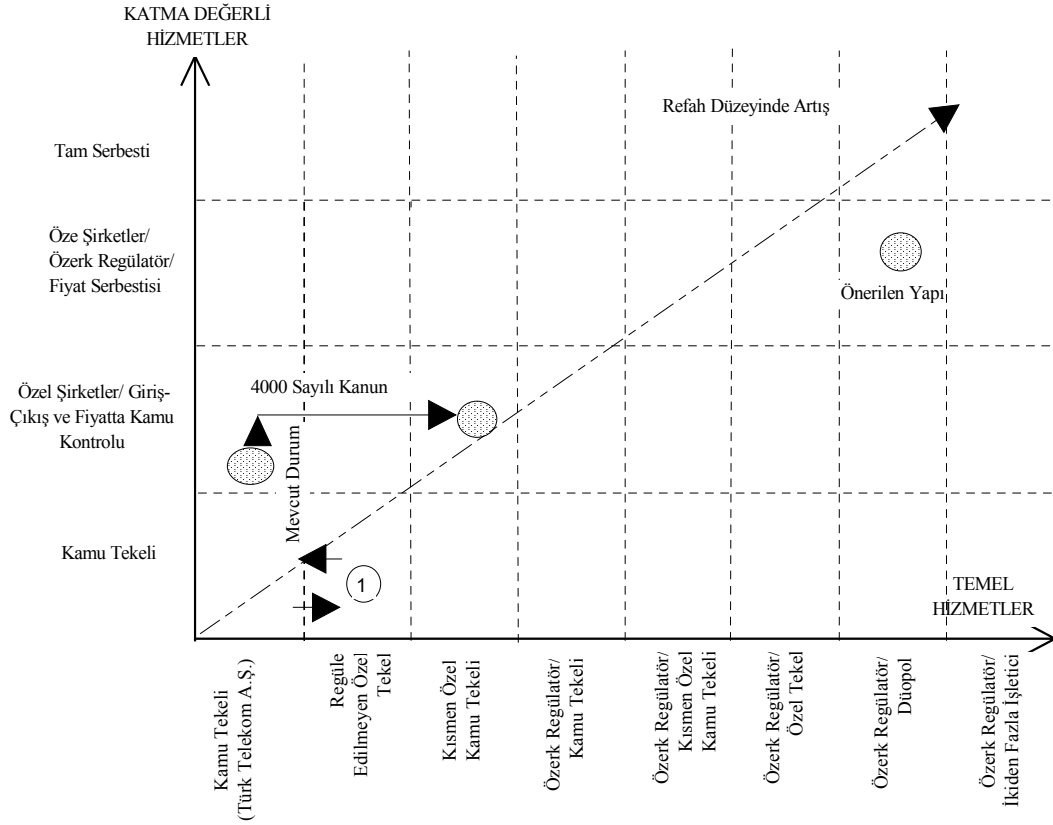 KATMA DEĞERLİ
HİZMETLER
Refah Düzeyinde Artış
Tam Serbesti
Öze Şirketler/
Özerk Regülatör/
Fiyat Serbestisi
Önerilen Yapı
4000 Sayılı Kanun
Özel Şirketler/ Giriş-
Çıkış ve Fiyatta Kamu
Kontrolu
Mevcut Durum
Kamu Tekeli
1
TEMEL
HİZMETLER
Kamu Tekeli
(Türk Telekom A.Ş.)
Regüle
Edilmeyen Özel
Tekel
Kısmen Özel
Kamu Tekeli
Özerk Regülatör/
Kamu Tekeli
Özerk Regülatör/
Kısmen Özel
Kamu Tekeli
Özerk Regülatör/
Özel Tekel
Özerk Regülatör/
Düopol
Özerk Regülatör/
İkiden Fazla İşletici